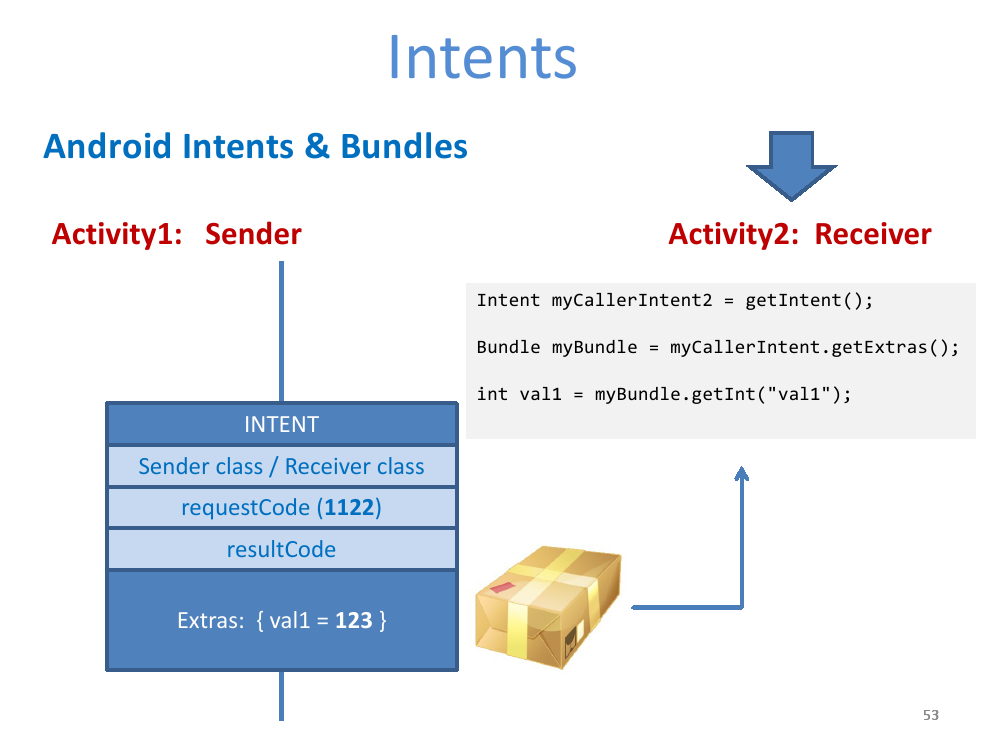 Intents
Android Intents & Bundles
Activity1: Sender
Activity2: Receiver
Intent myCallerIntent2 = getIntent();
Bundle myBundle = myCallerIntent.getExtras();
int val1 = myBundle.getInt("val1");
INTENT
Sender class / Receiver class
requestCode (1122)
resultCode
Extras: { val1 = 123 }
53